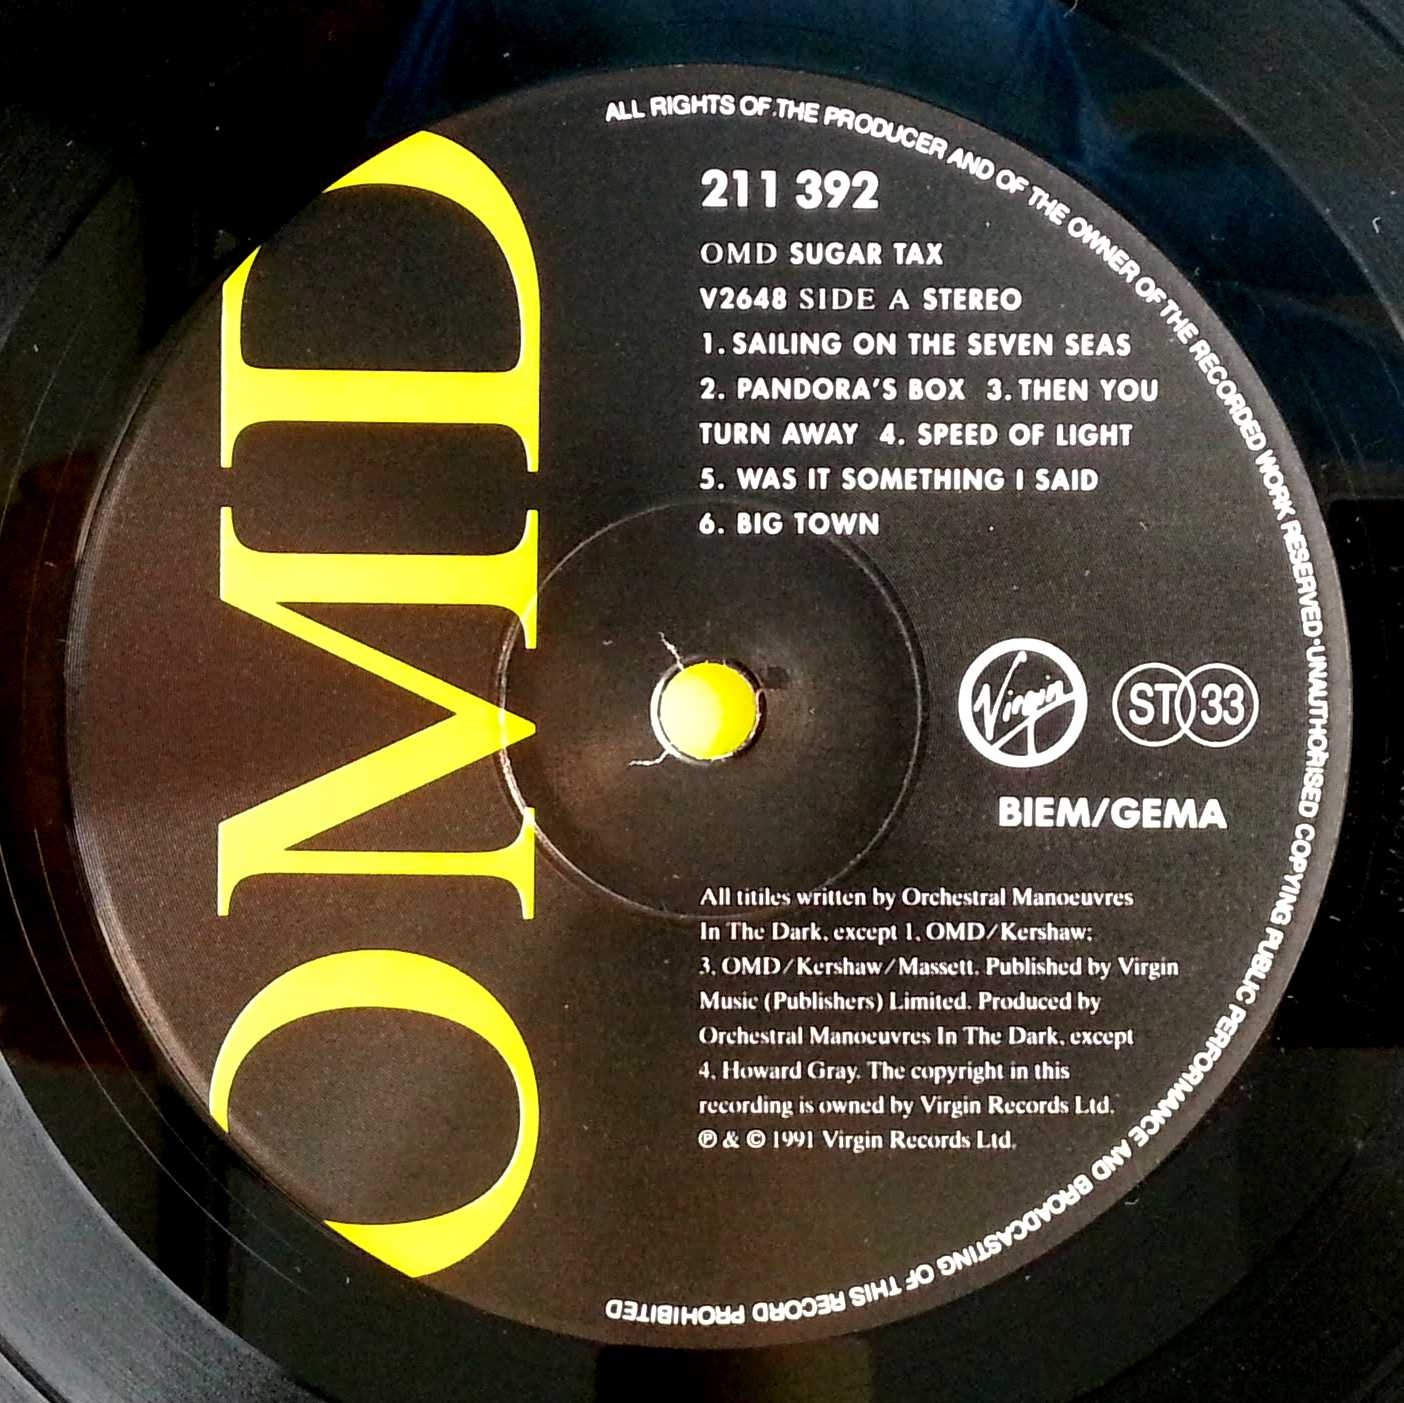 ALL RIGHTS OF THE PRODUCER AND OF THE OWNER OF THE RECORDED WORK RESERVED·UNAUTHORISED COPYING PUBLIC PERFORMANCE AND BROADCASTING OF THIS RECORD PROHIBITED
OMD
211 392
OMD SUGAR TAX
V2648 SIDE A STEREO
1. SAILING ON THE SEVEN SEAS
2. PANDORA'S BOX 3. THEN YOU
TURN AWAY 4. SPEED OF LIGHT
5. WAS IT SOMETHING I SAID
6. BIG TOWN
Virgin ST 33
BIEM/GEMA
All titiles written by Orchestral Manoeuvres
In The Dark, except 1, OMD/Kershaw;
3, OMD/Kershaw/Massett. Published by Virgin
Music (Publishers) Limited. Produced by
Orchestral Manoeuvres In The Dark, except
4, Howard Gray. The copyright in this
recording is owned by Virgin Records Ltd.
℗ & © 1991 Virgin Records Ltd.